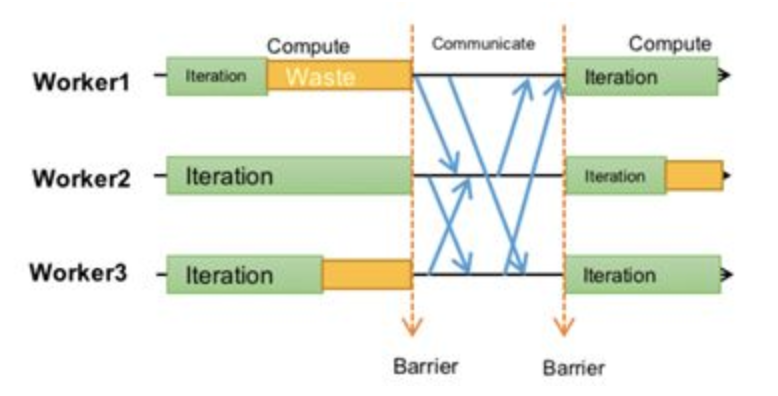 Compute
Communicate
Compute
Worker1
Iteration
Waste
Iteration
Worker2
Iteration
Iteration
Worker3
Iteration
Iteration
Barrier
Barrier